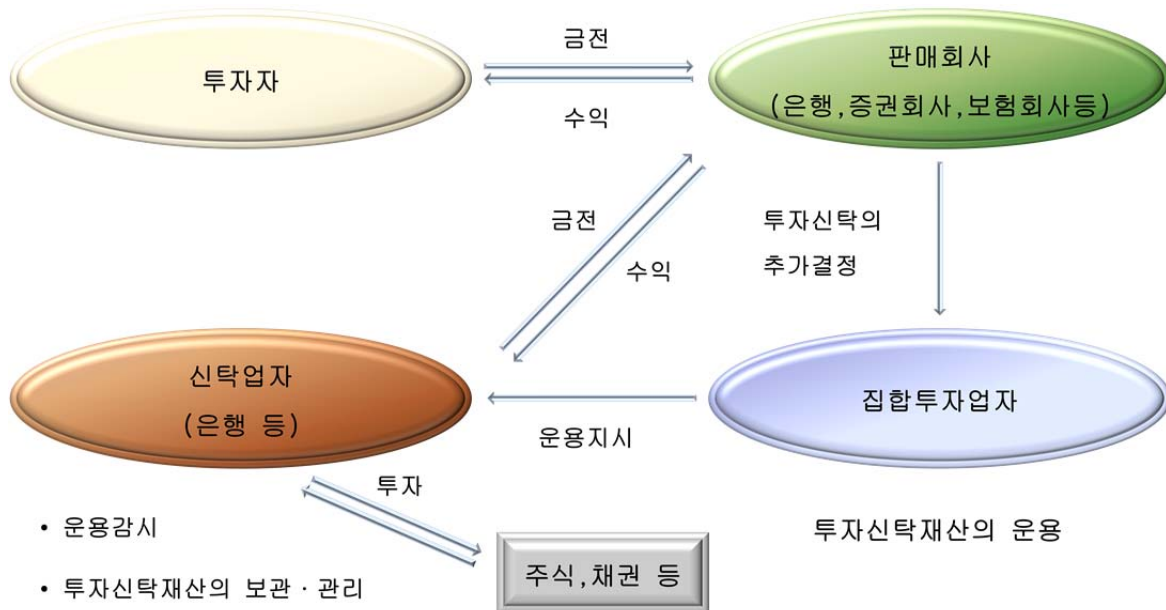 금전
투자자
판매회사
(은행,증권회사,보험회사등)
수익
금전
수익
투자신탁의
추가결정
신탁업자
(은행 등)
집합투자업자
운용지시
투자
• 운용감시
• 투자신탁재산의 보관·관리
주식,채권 등
투자신탁재산의 운용